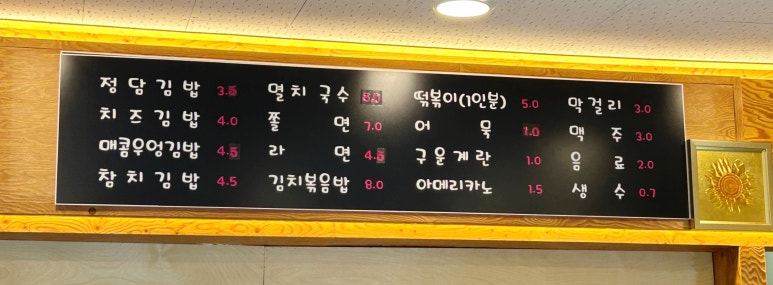 정담김밥 3.5 멸치국수 8.0 떡볶이(1인분) 5.0 막걸리 3.0
치즈김밥 4.0 쫄면 7.0 어묵 1.0 맥주 3.0
매콤우엉김밥 4.5 라면 4.5 구운계란 1.0 음료 2.0
참치김밥 4.5 김치볶음밥 8.0 아메리카노 1.5 생수 0.7